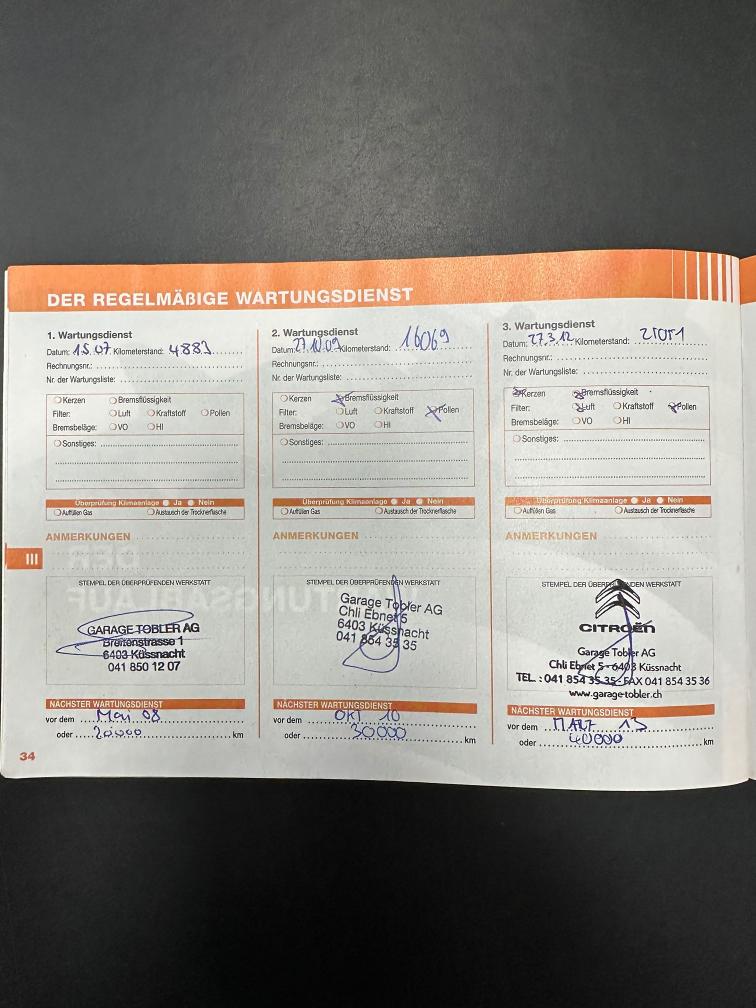 DER REGELMÄßIGE WARTUNGSDIENST
1. Wartungsdienst
Datum: 15.07 Kilometerstand: 4883
Rechnungsnr.:
Nr. der Wartungsliste:
Kerzen Bremsflüssigkeit
Filter: Luft Kraftstoff Pollen
Bremsbeläge: VO HI
Sonstiges:
Überprüfung Klimaanlage Ja Nein
Auffüllen Gas Austausch der Trocknerflasche
ANMERKUNGEN
STEMPEL DER ÜBERPRÜFENDEN WERKSTATT
GARAGE TOBLER AG
Breitenstrasse 1
6403 Küssnacht
041 850 12 07
NÄCHSTER WARTUNGSDIENST
vor dem Mai 08
oder 20000 km
2. Wartungsdienst
Datum: 27.10.09 Kilometerstand: 16069
Rechnungsnr.:
Nr. der Wartungsliste:
Kerzen Bremsflüssigkeit
Filter: Luft Kraftstoff Pollen
Bremsbeläge: VO HI
Sonstiges:
Überprüfung Klimaanlage Ja Nein
Auffüllen Gas Austausch der Trocknerflasche
ANMERKUNGEN
STEMPEL DER ÜBERPRÜFENDEN WERKSTATT
Garage Tobler AG
Chli Ebnet 5
6403 Küssnacht
041 854 35 35
NÄCHSTER WARTUNGSDIENST
vor dem OKT 10
oder 30000 km
3. Wartungsdienst
Datum: 27.3.12 Kilometerstand:
Rechnungsnr.:
Nr. der Wartungsliste:
Kerzen Bremsflüssigkeit
Filter: Luft Kraftstoff Pollen
Bremsbeläge: VO HI
Sonstiges:
Überprüfung Klimaanlage Ja Nein
Auffüllen Gas Austausch der Trocknerflasche
ANMERKUNGEN
STEMPEL DER ÜBERPRÜFENDEN WERKSTATT
CITROËN
Garage Tobler AG
Chli Ebnet 5 - 6403 Küssnacht
TEL.: 041 854 35 35 - FAX 041 854 35 36
www.garage-tobler.ch
NÄCHSTER WARTUNGSDIENST
vor dem MÄRZ 13
oder 40000 km
III
34